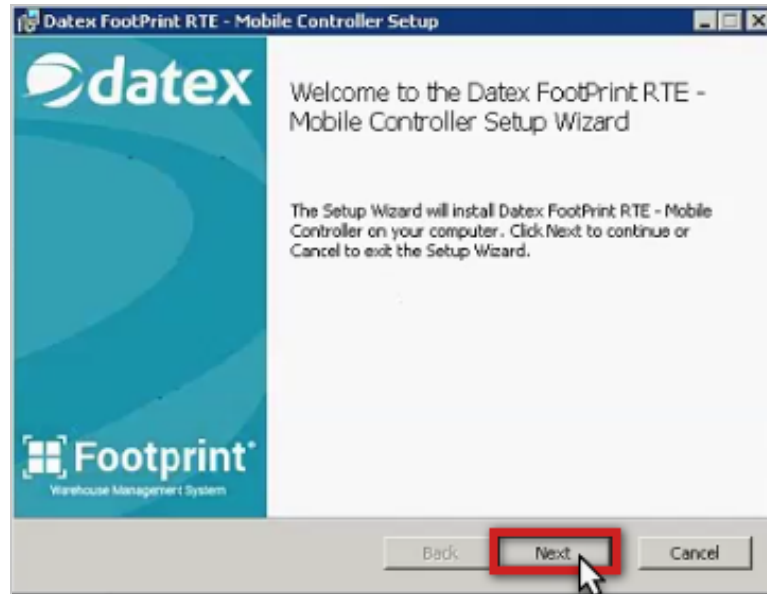 Datex FootPrint RTE - Mobile Controller Setup
datex
Welcome to the Datex FootPrint RTE -
Mobile Controller Setup Wizard
The Setup Wizard will install Datex FootPrint RTE - Mobile
Controller on your computer. Click Next to continue or
Cancel to exit the Setup Wizard.
Footprint
Warehouse Management System
Back Next Cancel